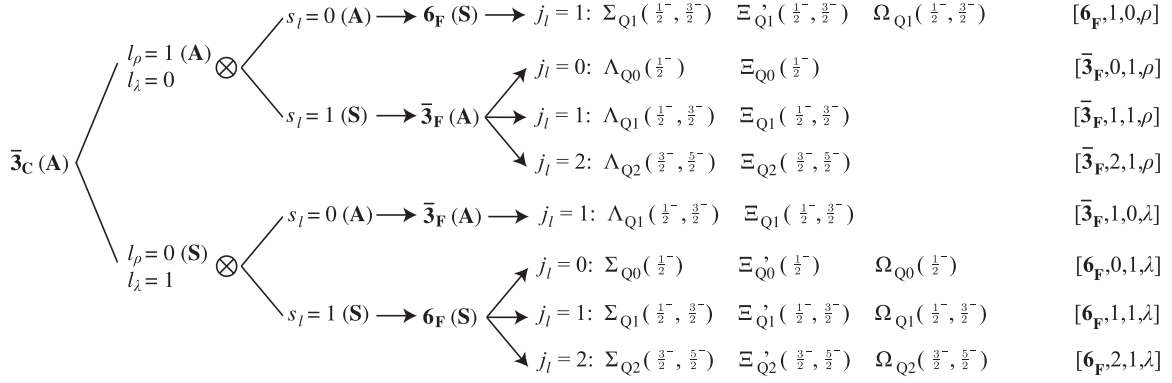 s_l = 0 (A) → 6_F (S) → j_l = 1: Σ_Q1(1/2⁻, 3/2⁻) Ξ'_Q1(1/2⁻, 3/2⁻) Ω_Q1(1/2⁻, 3/2⁻) [6_F,1,0,ρ]
l_ρ = 1 (A) ⊗
l_λ = 0
j_l = 0: Λ_Q0(1/2⁻) Ξ_Q0(1/2⁻) [3̄_F,0,1,ρ]
s_l = 1 (S) → 3̄_F (A) j_l = 1: Λ_Q1(1/2⁻, 3/2⁻) Ξ_Q1(1/2⁻, 3/2⁻) [3̄_F,1,1,ρ]
j_l = 2: Λ_Q2(3/2⁻, 5/2⁻) Ξ_Q2(3/2⁻, 5/2⁻) [3̄_F,2,1,ρ]
3̄_C (A)
s_l = 0 (A) → 3̄_F (A) → j_l = 1: Λ_Q1(1/2⁻, 3/2⁻) Ξ_Q1(1/2⁻, 3/2⁻) [3̄_F,1,0,λ]
l_ρ = 0 (S) ⊗
l_λ = 1
j_l = 0: Σ_Q0(1/2⁻) Ξ'_Q0(1/2⁻) Ω_Q0(1/2⁻) [6_F,0,1,λ]
s_l = 1 (S) → 6_F (S) → j_l = 1: Σ_Q1(1/2⁻, 3/2⁻) Ξ'_Q1(1/2⁻, 3/2⁻) Ω_Q1(1/2⁻, 3/2⁻) [6_F,1,1,λ]
j_l = 2: Σ_Q2(3/2⁻, 5/2⁻) Ξ'_Q2(3/2⁻, 5/2⁻) Ω_Q2(3/2⁻, 5/2⁻) [6_F,2,1,λ]